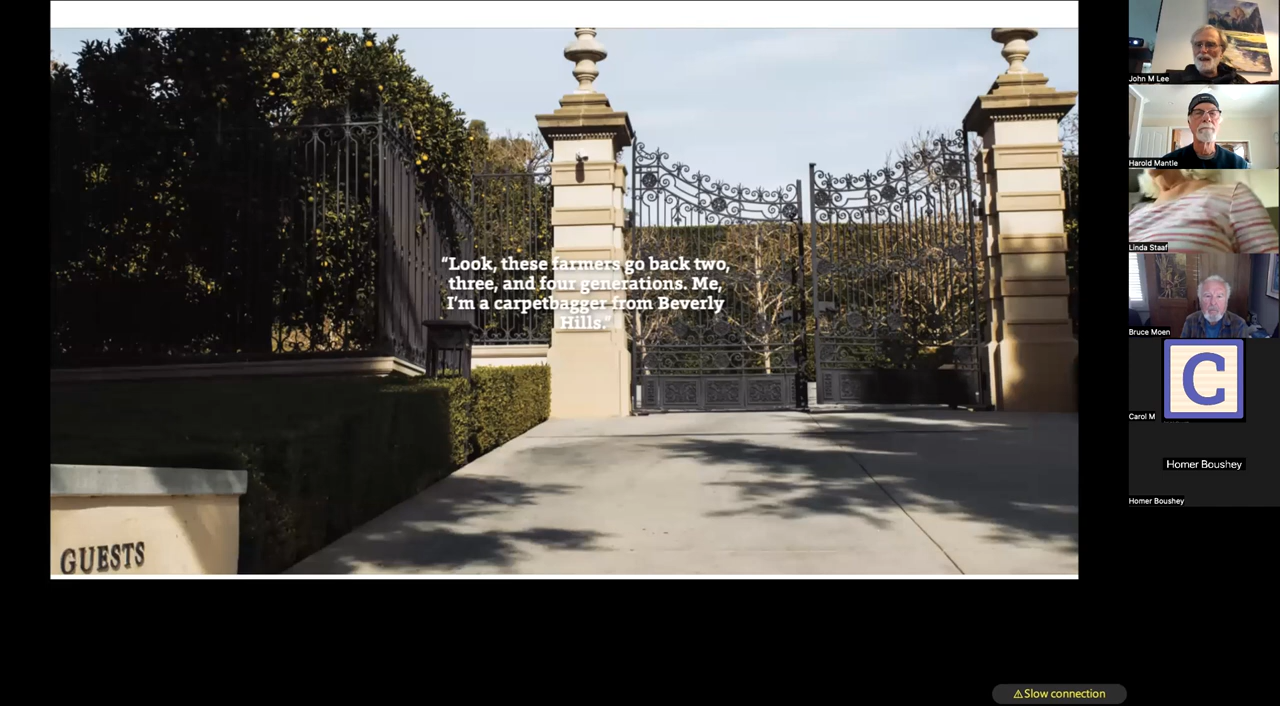 “Look, these farmers go back two,
three, and four generations. Me,
I’m a carpetbagger from Beverly
Hills.”
GUESTS
John M Lee
Harold Mantle
Linda Staaf
Bruce Moen
C
Carol M
Homer Boushey
Homer Boushey
⚠Slow connection